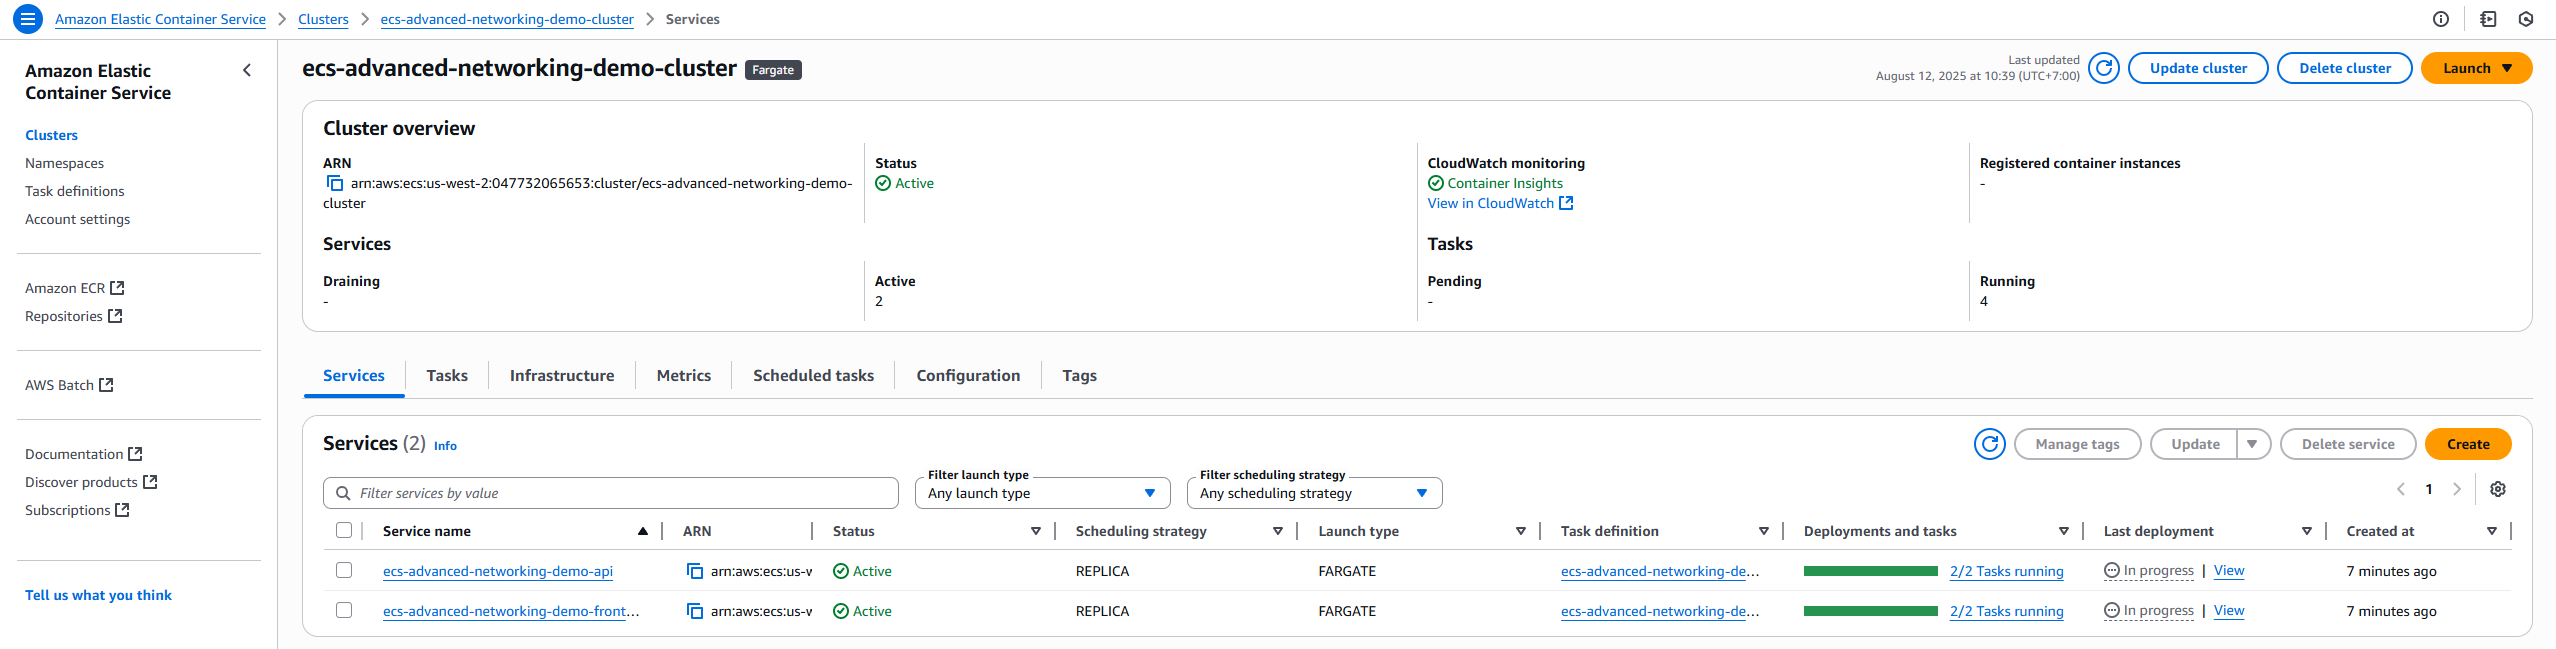 Amazon Elastic Container Service > Clusters > ecs-advanced-networking-demo-cluster > Services
Amazon Elastic
Container Service
Clusters
Namespaces
Task definitions
Account settings
Amazon ECR
Repositories
AWS Batch
Documentation
Discover products
Subscriptions
Tell us what you think
ecs-advanced-networking-demo-cluster Fargate
Last updated
August 12, 2025 at 10:39 (UTC+7:00)
Update cluster
Delete cluster
Launch
Cluster overview
ARN
arn:aws:ecs:us-west-2:047732065653:cluster/ecs-advanced-networking-demo-
cluster
Status
Active
CloudWatch monitoring
Container Insights
View in CloudWatch
Registered container instances
-
Services
Draining
-
Active
2
Tasks
Pending
-
Running
4
Services Tasks Infrastructure Metrics Scheduled tasks Configuration Tags
Services (2) Info
Manage tags Update Delete service Create
Filter services by value
Filter launch type
Any launch type
Filter scheduling strategy
Any scheduling strategy
1
Service name ARN Status Scheduling strategy Launch type Task definition Deployments and tasks Last deployment Created at
ecs-advanced-networking-demo-api arn:aws:ecs:us-w Active REPLICA FARGATE ecs-advanced-networking-de... 2/2 Tasks running In progress | View 7 minutes ago
ecs-advanced-networking-demo-front... arn:aws:ecs:us-w Active REPLICA FARGATE ecs-advanced-networking-de... 2/2 Tasks running In progress | View 7 minutes ago